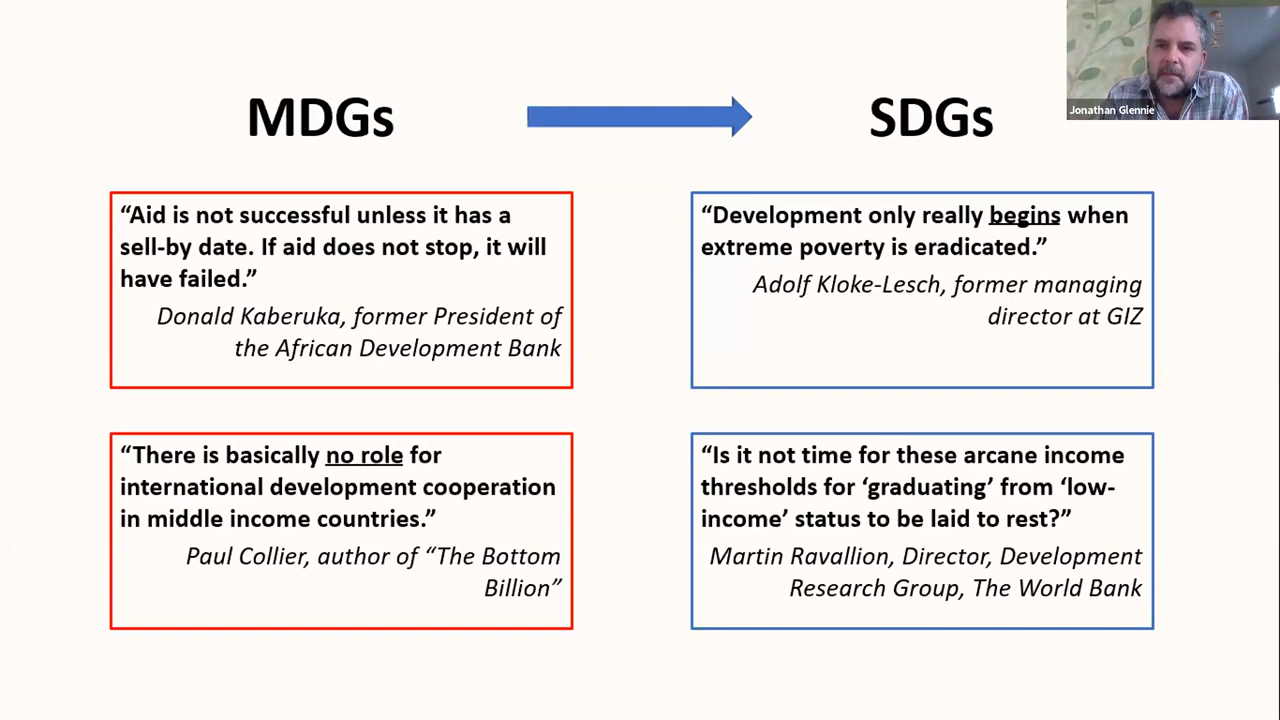 MDGs
SDGs
Jonathan Glennie
“Aid is not successful unless it has a
sell-by date. If aid does not stop, it will
have failed.”
Donald Kaberuka, former President of
the African Development Bank
“Development only really begins when
extreme poverty is eradicated.”
Adolf Kloke-Lesch, former managing
director at GIZ
“There is basically no role for
international development cooperation
in middle income countries.”
Paul Collier, author of “The Bottom
Billion”
“Is it not time for these arcane income
thresholds for ‘graduating’ from ‘low-
income’ status to be laid to rest?”
Martin Ravallion, Director, Development
Research Group, The World Bank